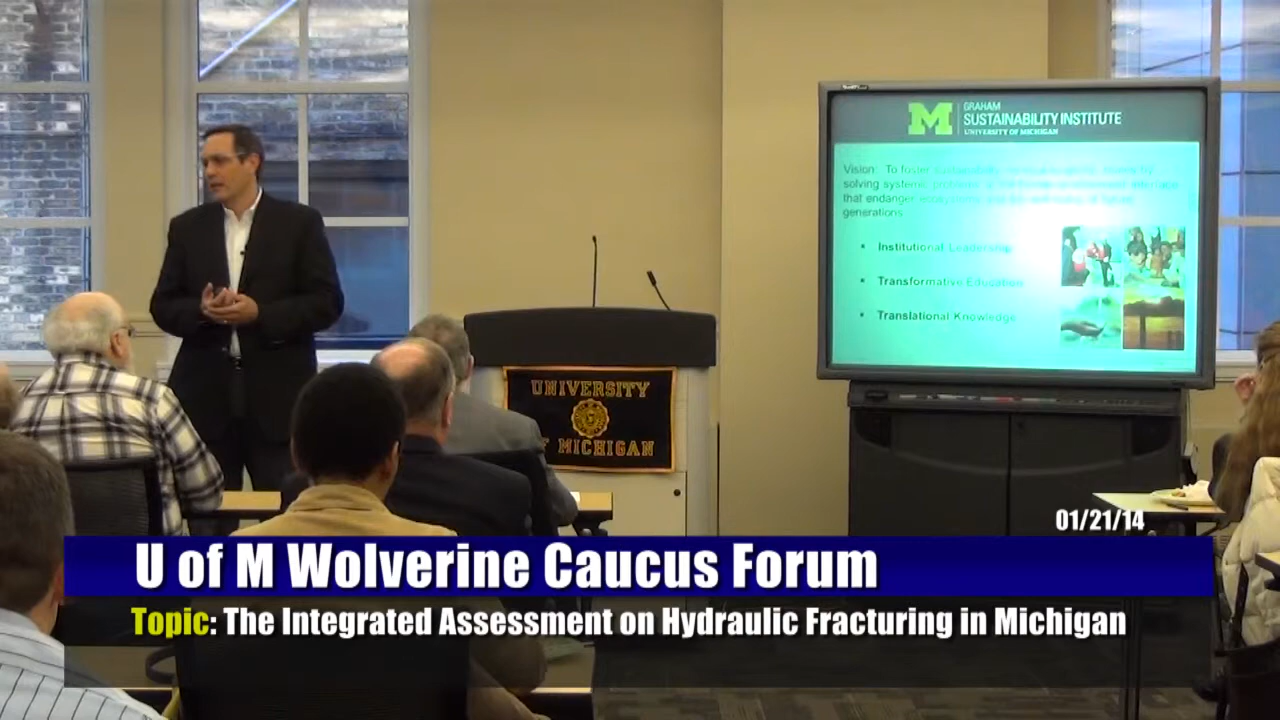 M GRAHAM
SUSTAINABILITY INSTITUTE
UNIVERSITY OF MICHIGAN
Vision: To foster sustainability
solving systemic problems
that endanger
generations
Institutional Leadership
Transformative Education
Translational Knowledge
UNIVERSITY
OF MICHIGAN
01/21/14
U of M Wolverine Caucus Forum
Topic: The Integrated Assessment on Hydraulic Fracturing in Michigan